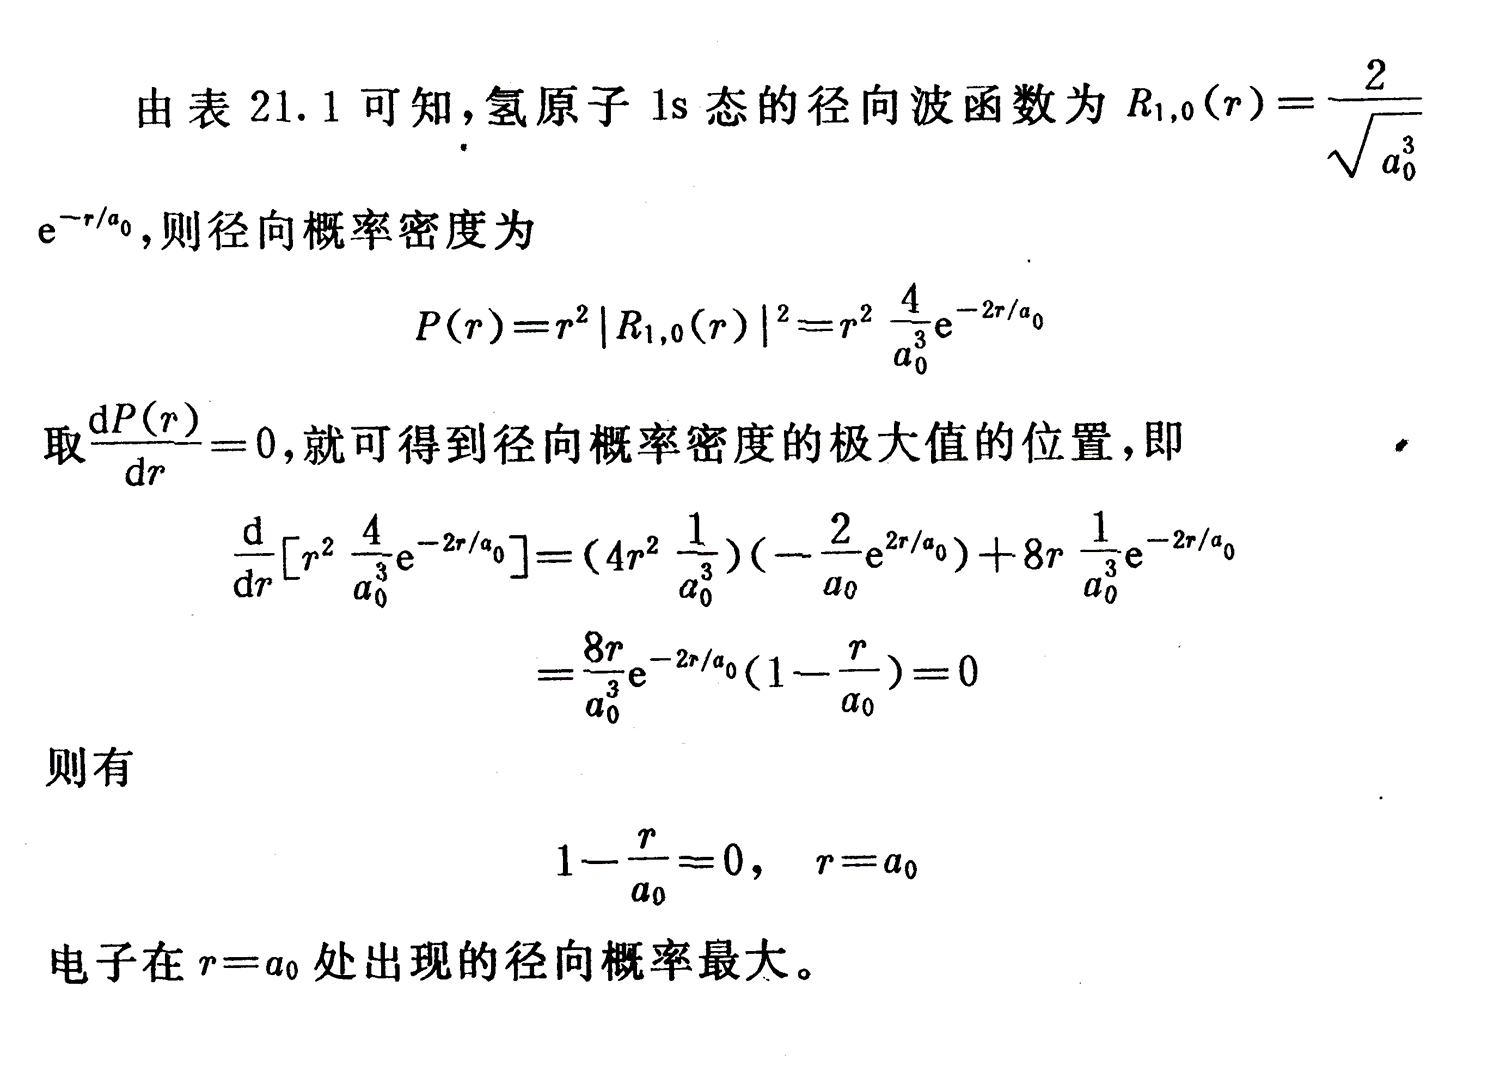 由表 21.1 可知,氢原子 1s 态的径向波函数为 $R_{1,0}(r)=\frac{2}{\sqrt{a_0^3}}$
$e^{-r/a_0}$,则径向概率密度为
$P(r)=r^2|R_{1,0}(r)|^2=r^2\frac{4}{a_0^3}e^{-2r/a_0}$
取$\frac{dP(r)}{dr}=0$,就可得到径向概率密度的极大值的位置,即
$\frac{d}{dr}[r^2\frac{4}{a_0^3}e^{-2r/a_0}]=(4r^2\frac{1}{a_0^3})(-\frac{2}{a_0}e^{2r/a_0})+8r\frac{1}{a_0^3}e^{-2r/a_0}$
$=\frac{8r}{a_0^3}e^{-2r/a_0}(1-\frac{r}{a_0})=0$
则有
$1-\frac{r}{a_0}=0,\quad r=a_0$
电子在 $r=a_0$ 处出现的径向概率最大。